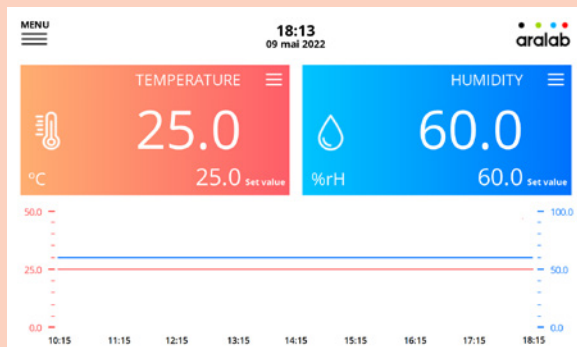 MENU
18:13
09 mai 2022
aralab
TEMPERATURE
25.0
ºC
25.0 Set value
HUMIDITY
60.0
%rH
60.0 Set value
50.0
25.0
0.0
100.0
50.0
0.0
10:15 11:15 12:15 13:15 14:15 15:15 16:15 17:15 18:15